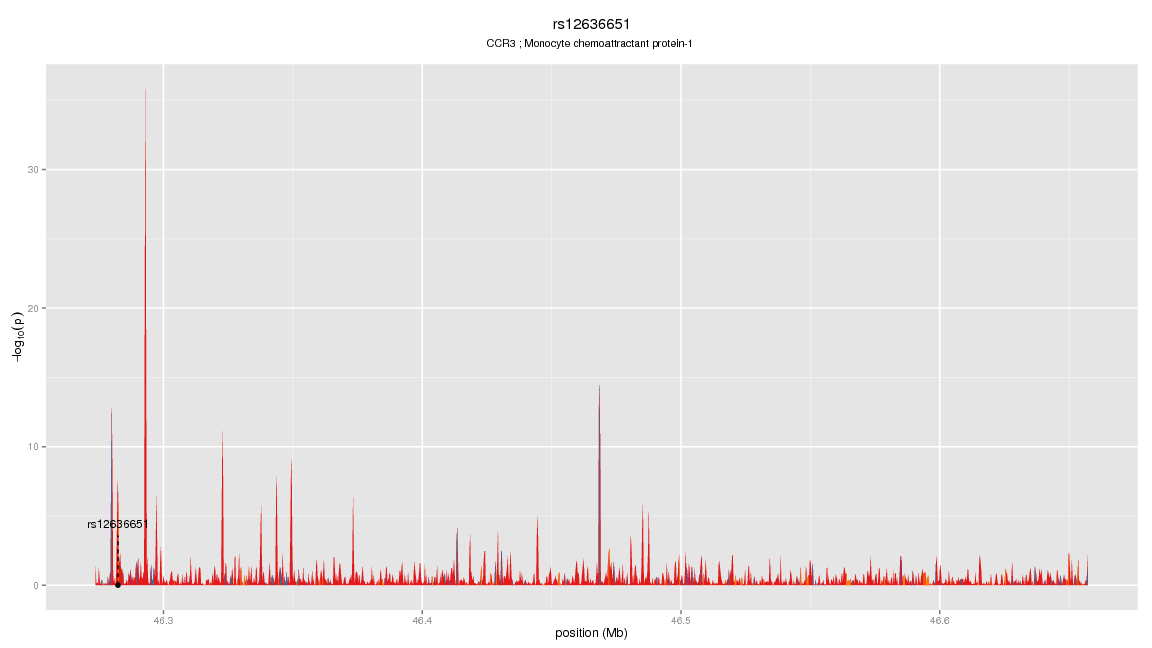 rs12636651
CCR3 ; Monocyte chemoattractant protein-1
−log10(p)
30
20
10
0
rs12636651
46.3
46.4
46.5
46.6
position (Mb)